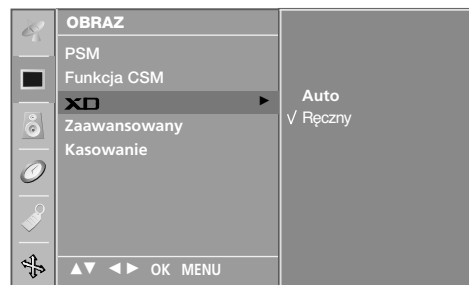 OBRAZ
PSM
Funkcja CSM
XD ►
Zaawansowany
Kasowanie
Auto
√ Ręczny
▲▼ ◄► OK MENU